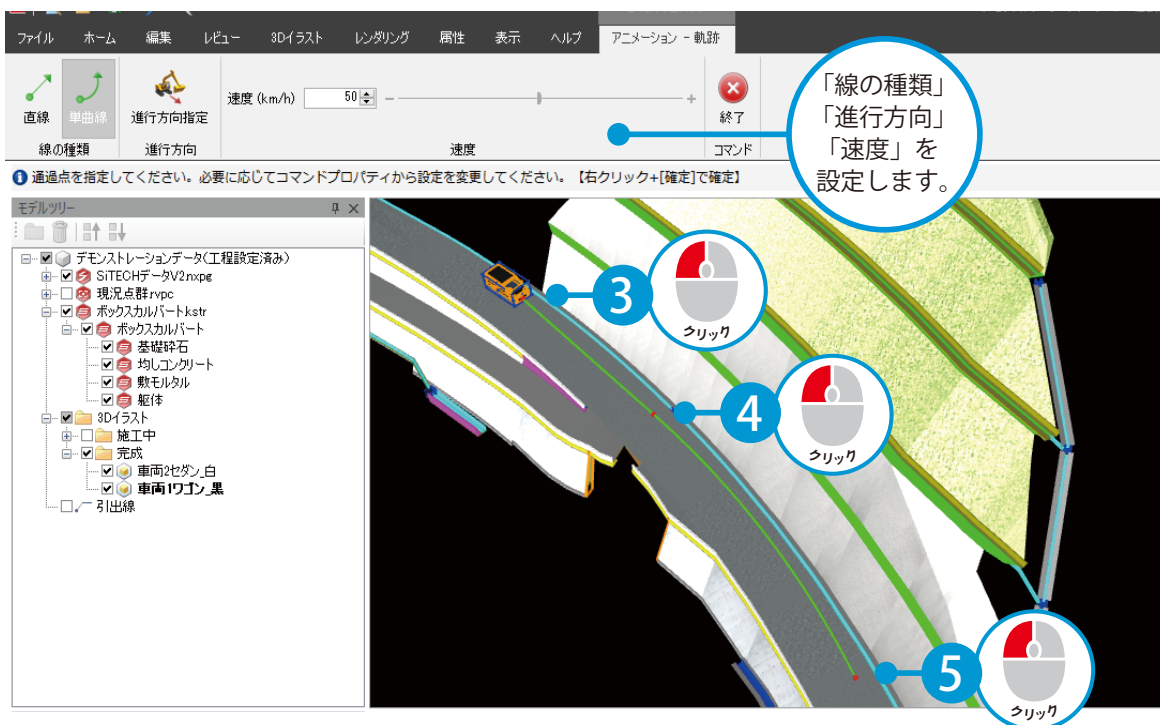 ファイル ホーム 編集 レビュー 3Dイラスト レンダリング 属性 表示 ヘルプ アニメーション - 軌跡
直線 単曲線 進行方向指定 速度 (km/h) 50 - + 終了
線の種類 進行方向 速度 コマンド
「線の種類」
「進行方向」
「速度」を
設定します。
通過点を指定してください。必要に応じてコマンドプロパティから設定を変更してください。【右クリック+[確定]で確定】
モデルツリー
デモンストレーションデータ(工程設定済み)
SiTECHデータV2.nxpg
現況点群.rvpc
ボックスカルバート.kstr
ボックスカルバート
基礎砕石
均しコンクリート
敷モルタル
躯体
3Dイラスト
施工中
完成
車両2セダン_白
車両1ワゴン_黒
引出線
3
クリック
4
クリック
5
クリック